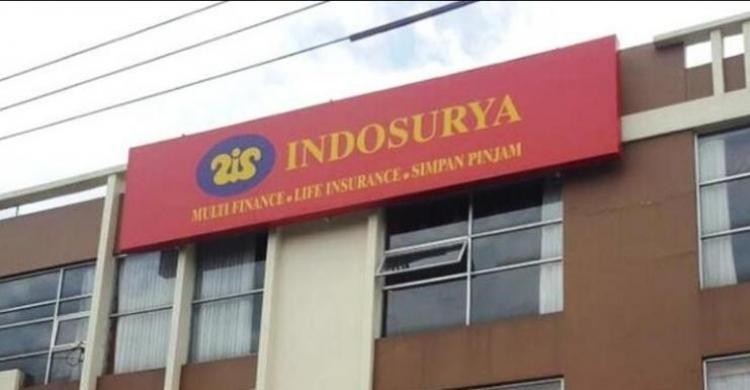 zis INDOSURYA
MULTI FINANCE • LIFE INSURANCE • SIMPAN PINJAM